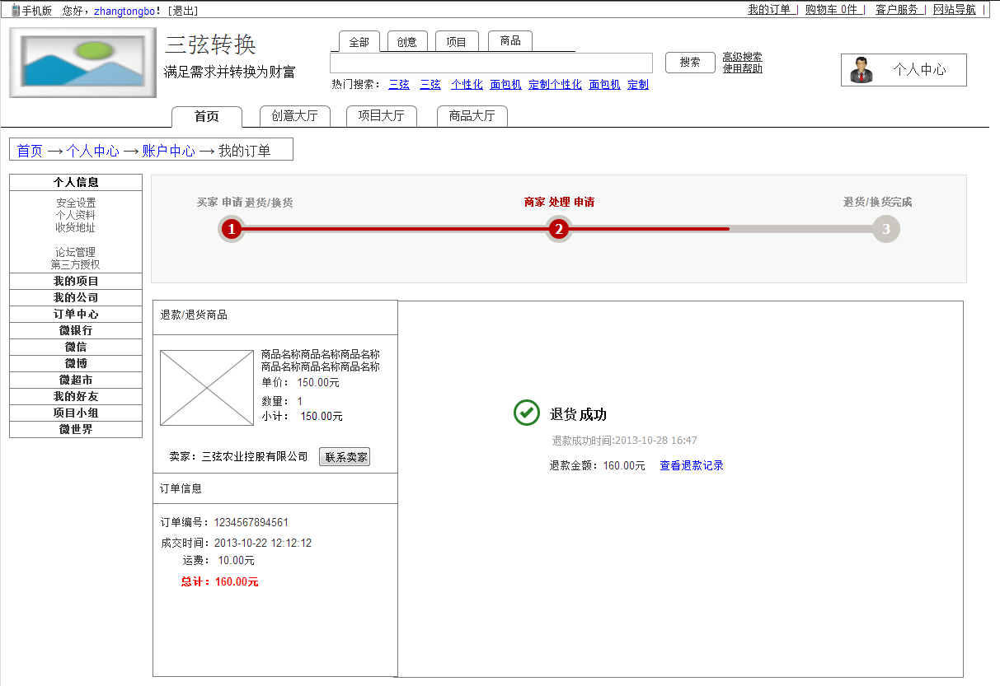 手机版 您好，zhangtongbo！[退出]
我的订单 | 购物车 0件 | 客户服务 | 网站导航 |
三弦转换
满足需求并转换为财富
全部 创意 项目 商品
搜索
高级搜索
使用帮助
热门搜索： 三弦 三弦 个性化 面包机 定制个性化 面包机 定制
个人中心
首页 创意大厅 项目大厅 商品大厅
首页 → 个人中心 → 账户中心 → 我的订单
个人信息
安全设置
个人资料
收货地址
论坛管理
第三方授权
我的项目
我的公司
订单中心
微银行
微信
微博
微超市
我的好友
项目小组
微世界
买家 申请 退货/换货
商家 处理 申请
退货/换货完成
1 2 3
退款/退货商品
商品名称商品名称商品名称
商品名称商品名称商品名称
单价： 150.00元
数量： 1
小计： 150.00元
卖家：三弦农业控股有限公司 联系卖家
订单信息
订单编号：1234567894561
成交时间：2013-10-22 12:12:12
运费： 10.00元
总计：160.00元
退货 成功
退款成功时间:2013-10-28 16:47
退款金额：160.00元 查看退款记录